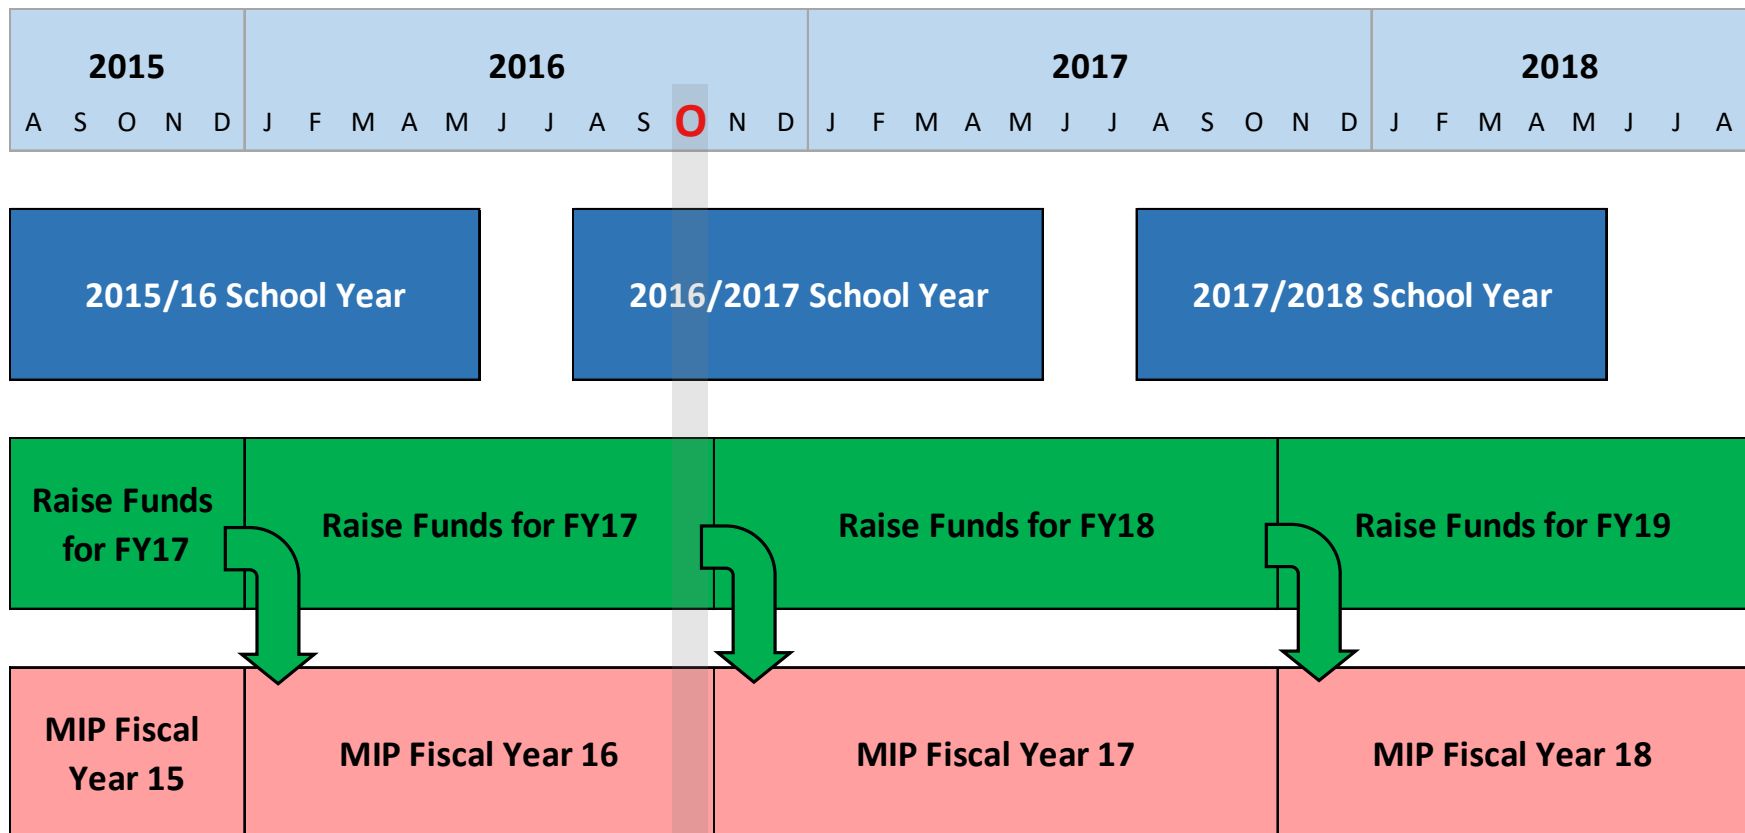 2015 2016 2017 2018
A S O N D J F M A M J J A S O N D J F M A M J J A S O N D J F M A M J J A
2015/16 School Year 2016/2017 School Year 2017/2018 School Year
Raise Funds
for FY17
Raise Funds for FY17
Raise Funds for FY18
Raise Funds for FY19
MIP Fiscal
Year 15
MIP Fiscal Year 16
MIP Fiscal Year 17
MIP Fiscal Year 18